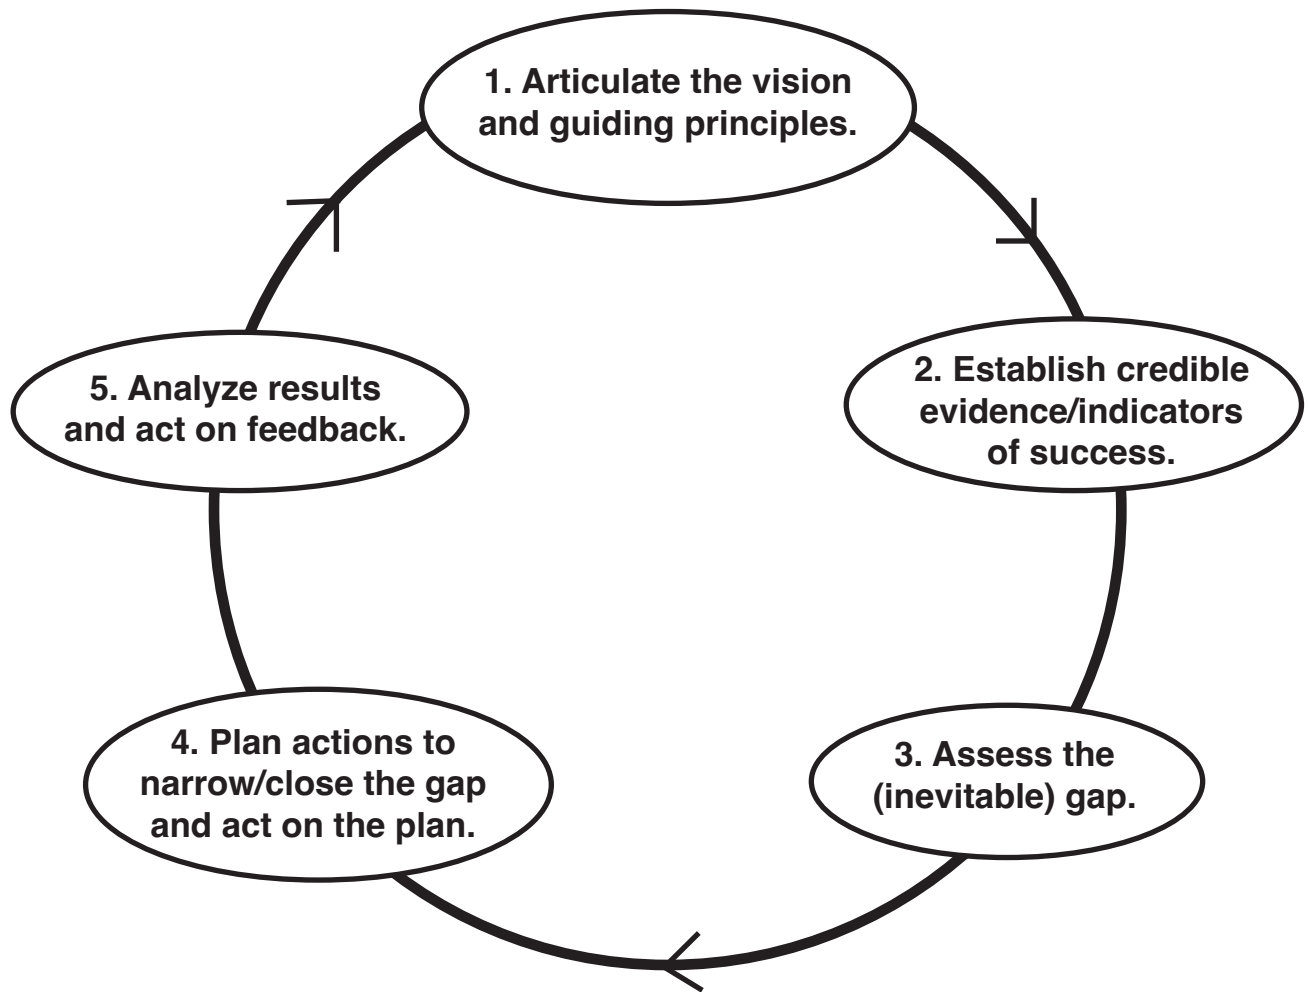 1. Articulate the vision
and guiding principles.
2. Establish credible
evidence/indicators
of success.
3. Assess the
(inevitable) gap.
4. Plan actions to
narrow/close the gap
and act on the plan.
5. Analyze results
and act on feedback.